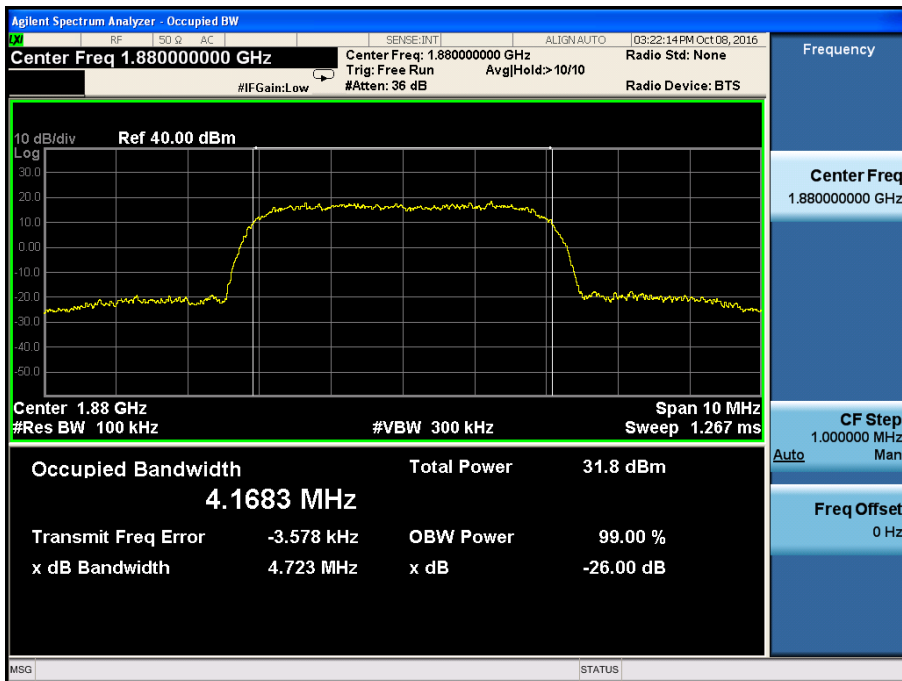 Agilent Spectrum Analyzer - Occupied BW
LXI RF 50 Ω AC SENSE:INT ALIGN AUTO 03:22:14 PM Oct 08, 2016
Center Freq 1.880000000 GHz
Center Freq: 1.880000000 GHz
Radio Std: None
Trig: Free Run Avg|Hold:> 10/10
#IFGain:Low
#Atten: 36 dB
Radio Device: BTS
10 dB/div Ref 40.00 dBm
Log
30.0
20.0
10.0
0.00
-10.0
-20.0
-30.0
-40.0
-50.0
Center 1.88 GHz Span 10 MHz
#Res BW 100 kHz #VBW 300 kHz Sweep 1.267 ms
Occupied Bandwidth Total Power 31.8 dBm
4.1683 MHz
Transmit Freq Error -3.578 kHz OBW Power 99.00 %
x dB Bandwidth 4.723 MHz x dB -26.00 dB
MSG STATUS
Frequency
Center Freq
1.880000000 GHz
CF Step
1.000000 MHz
Auto Man
Freq Offset
0 Hz